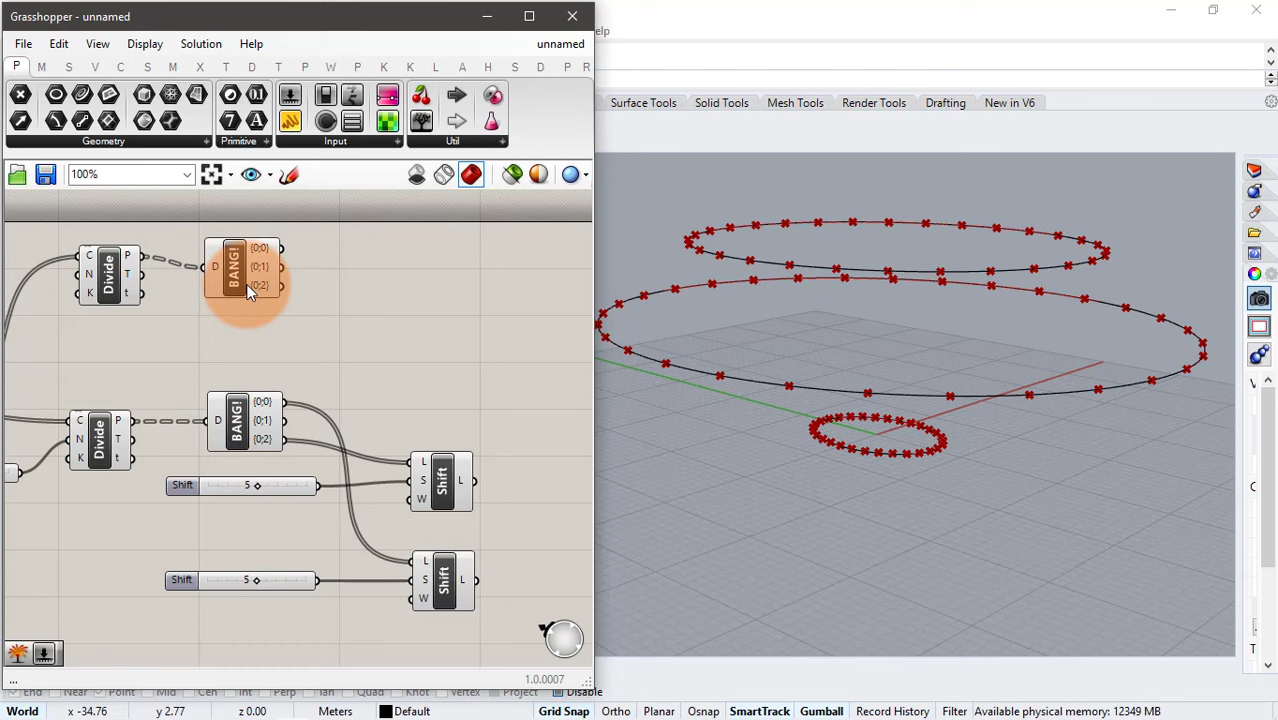 Grasshopper - unnamed
elp
File Edit View Display Solution Help unnamed
P M S V C S M X T D T P W P K K L A H S D P R
Surface Tools Solid Tools Mesh Tools Render Tools Drafting New in V6
Geometry Primitive Input Util
100%
C P
N T
K t
Divide
D BANG! {0;0}
{0;1}
{0;2}
C P
N T
K t
Divide
D BANG! {0;0}
{0;1}
{0;2}
L
S L
W
Shift
Shift 5
L
S L
W
Shift
Shift 5
... 1.0.0007
End Near Point Mid Cen Int Perp Tan Quad Knot Vertex Project Disable
World x -34.76 y 2.77 z 0.00 Meters Default Grid Snap Ortho Planar Osnap SmartTrack Gumball Record History Filter Available physical memory: 12349 MB